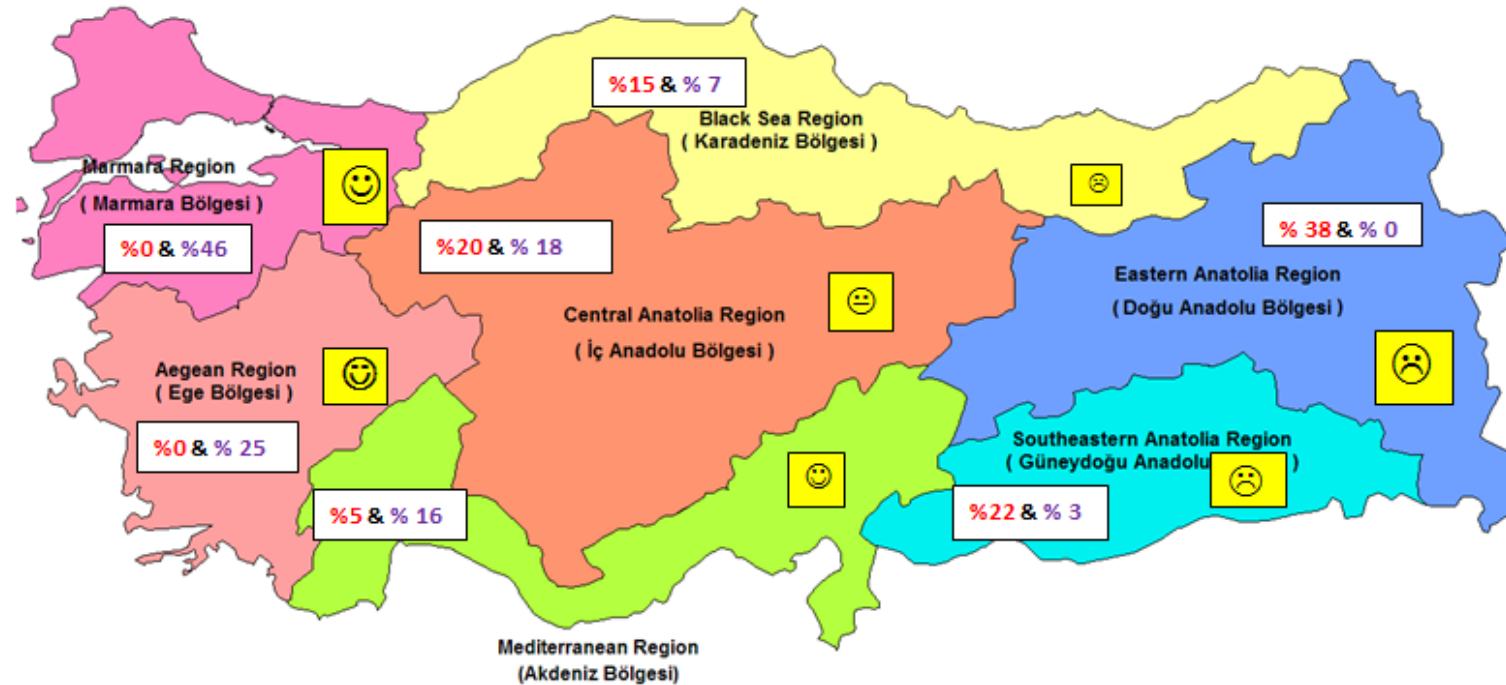 %15 & % 7
Black Sea Region
( Karadeniz Bölgesi )
Marmara Region
( Marmara Bölgesi )
%0 & %46
%20 & % 18
% 38 & % 0
Eastern Anatolia Region
( Doğu Anadolu Bölgesi )
Central Anatolia Region
( İç Anadolu Bölgesi )
Aegean Region
( Ege Bölgesi )
%0 & % 25
Southeastern Anatolia Region
( Güneydoğu Anadolu )
%5 & % 16
%22 & % 3
Mediterranean Region
(Akdeniz Bölgesi)